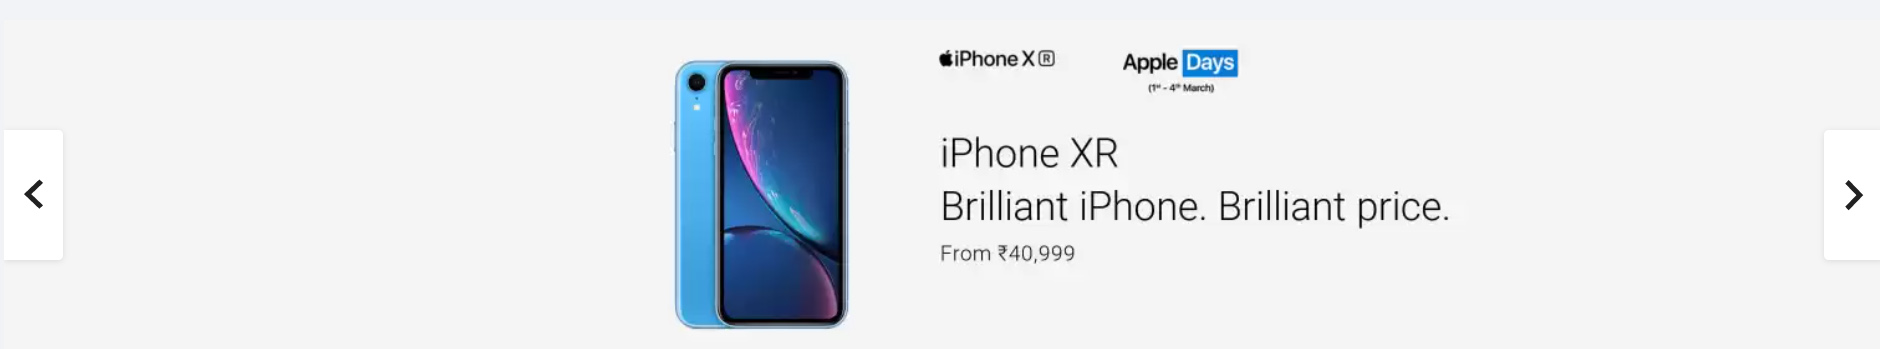 iPhone XR
Apple Days
(1st - 4th March)
iPhone XR
Brilliant iPhone. Brilliant price.
From ₹40,999